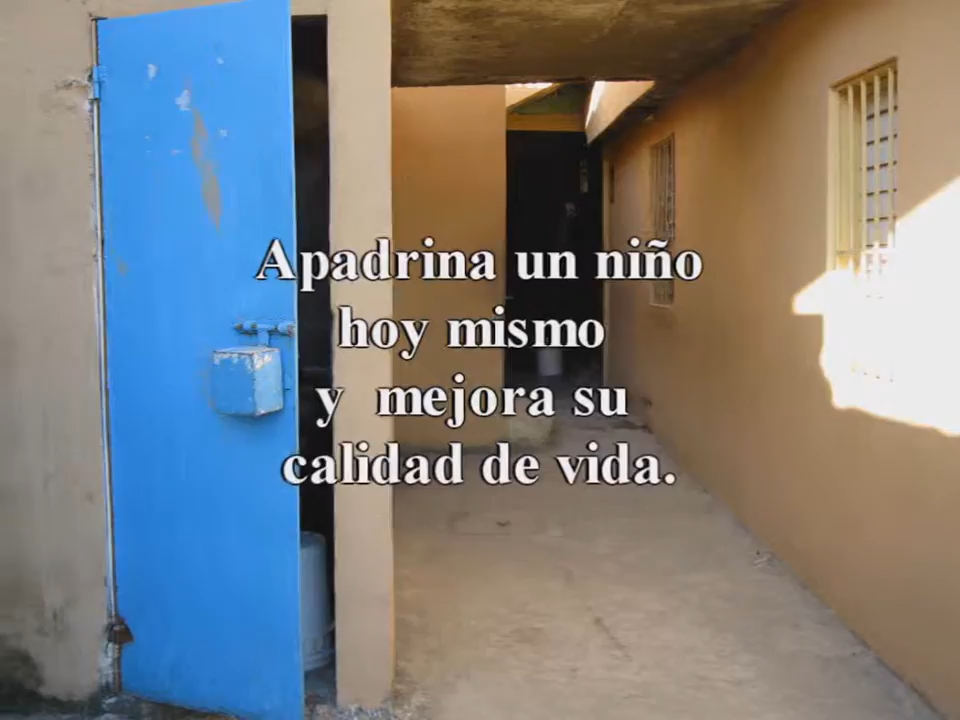 Apadrina un niño
hoy mismo
y mejora su
calidad de vida.